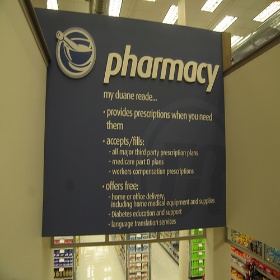 pharmacy
my duane reade...
• provides prescriptions when you need
them
• accepts/fills:
- all major third party prescription plans
- medicare part D plans
- workers compensation prescriptions
• offers free:
- home or office delivery,
including home medical equipment and supplies
- Diabetes education and support
- language translation services